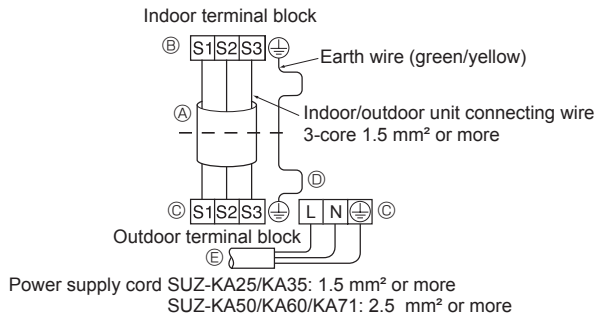 Indoor terminal block
Ⓑ S1 S2 S3
Earth wire (green/yellow)
Ⓐ
Indoor/outdoor unit connecting wire
3-core 1.5 mm² or more
Ⓓ
Ⓒ S1 S2 S3 L N Ⓒ
Outdoor terminal block
Ⓔ
Power supply cord SUZ-KA25/KA35: 1.5 mm² or more
SUZ-KA50/KA60/KA71: 2.5 mm² or more